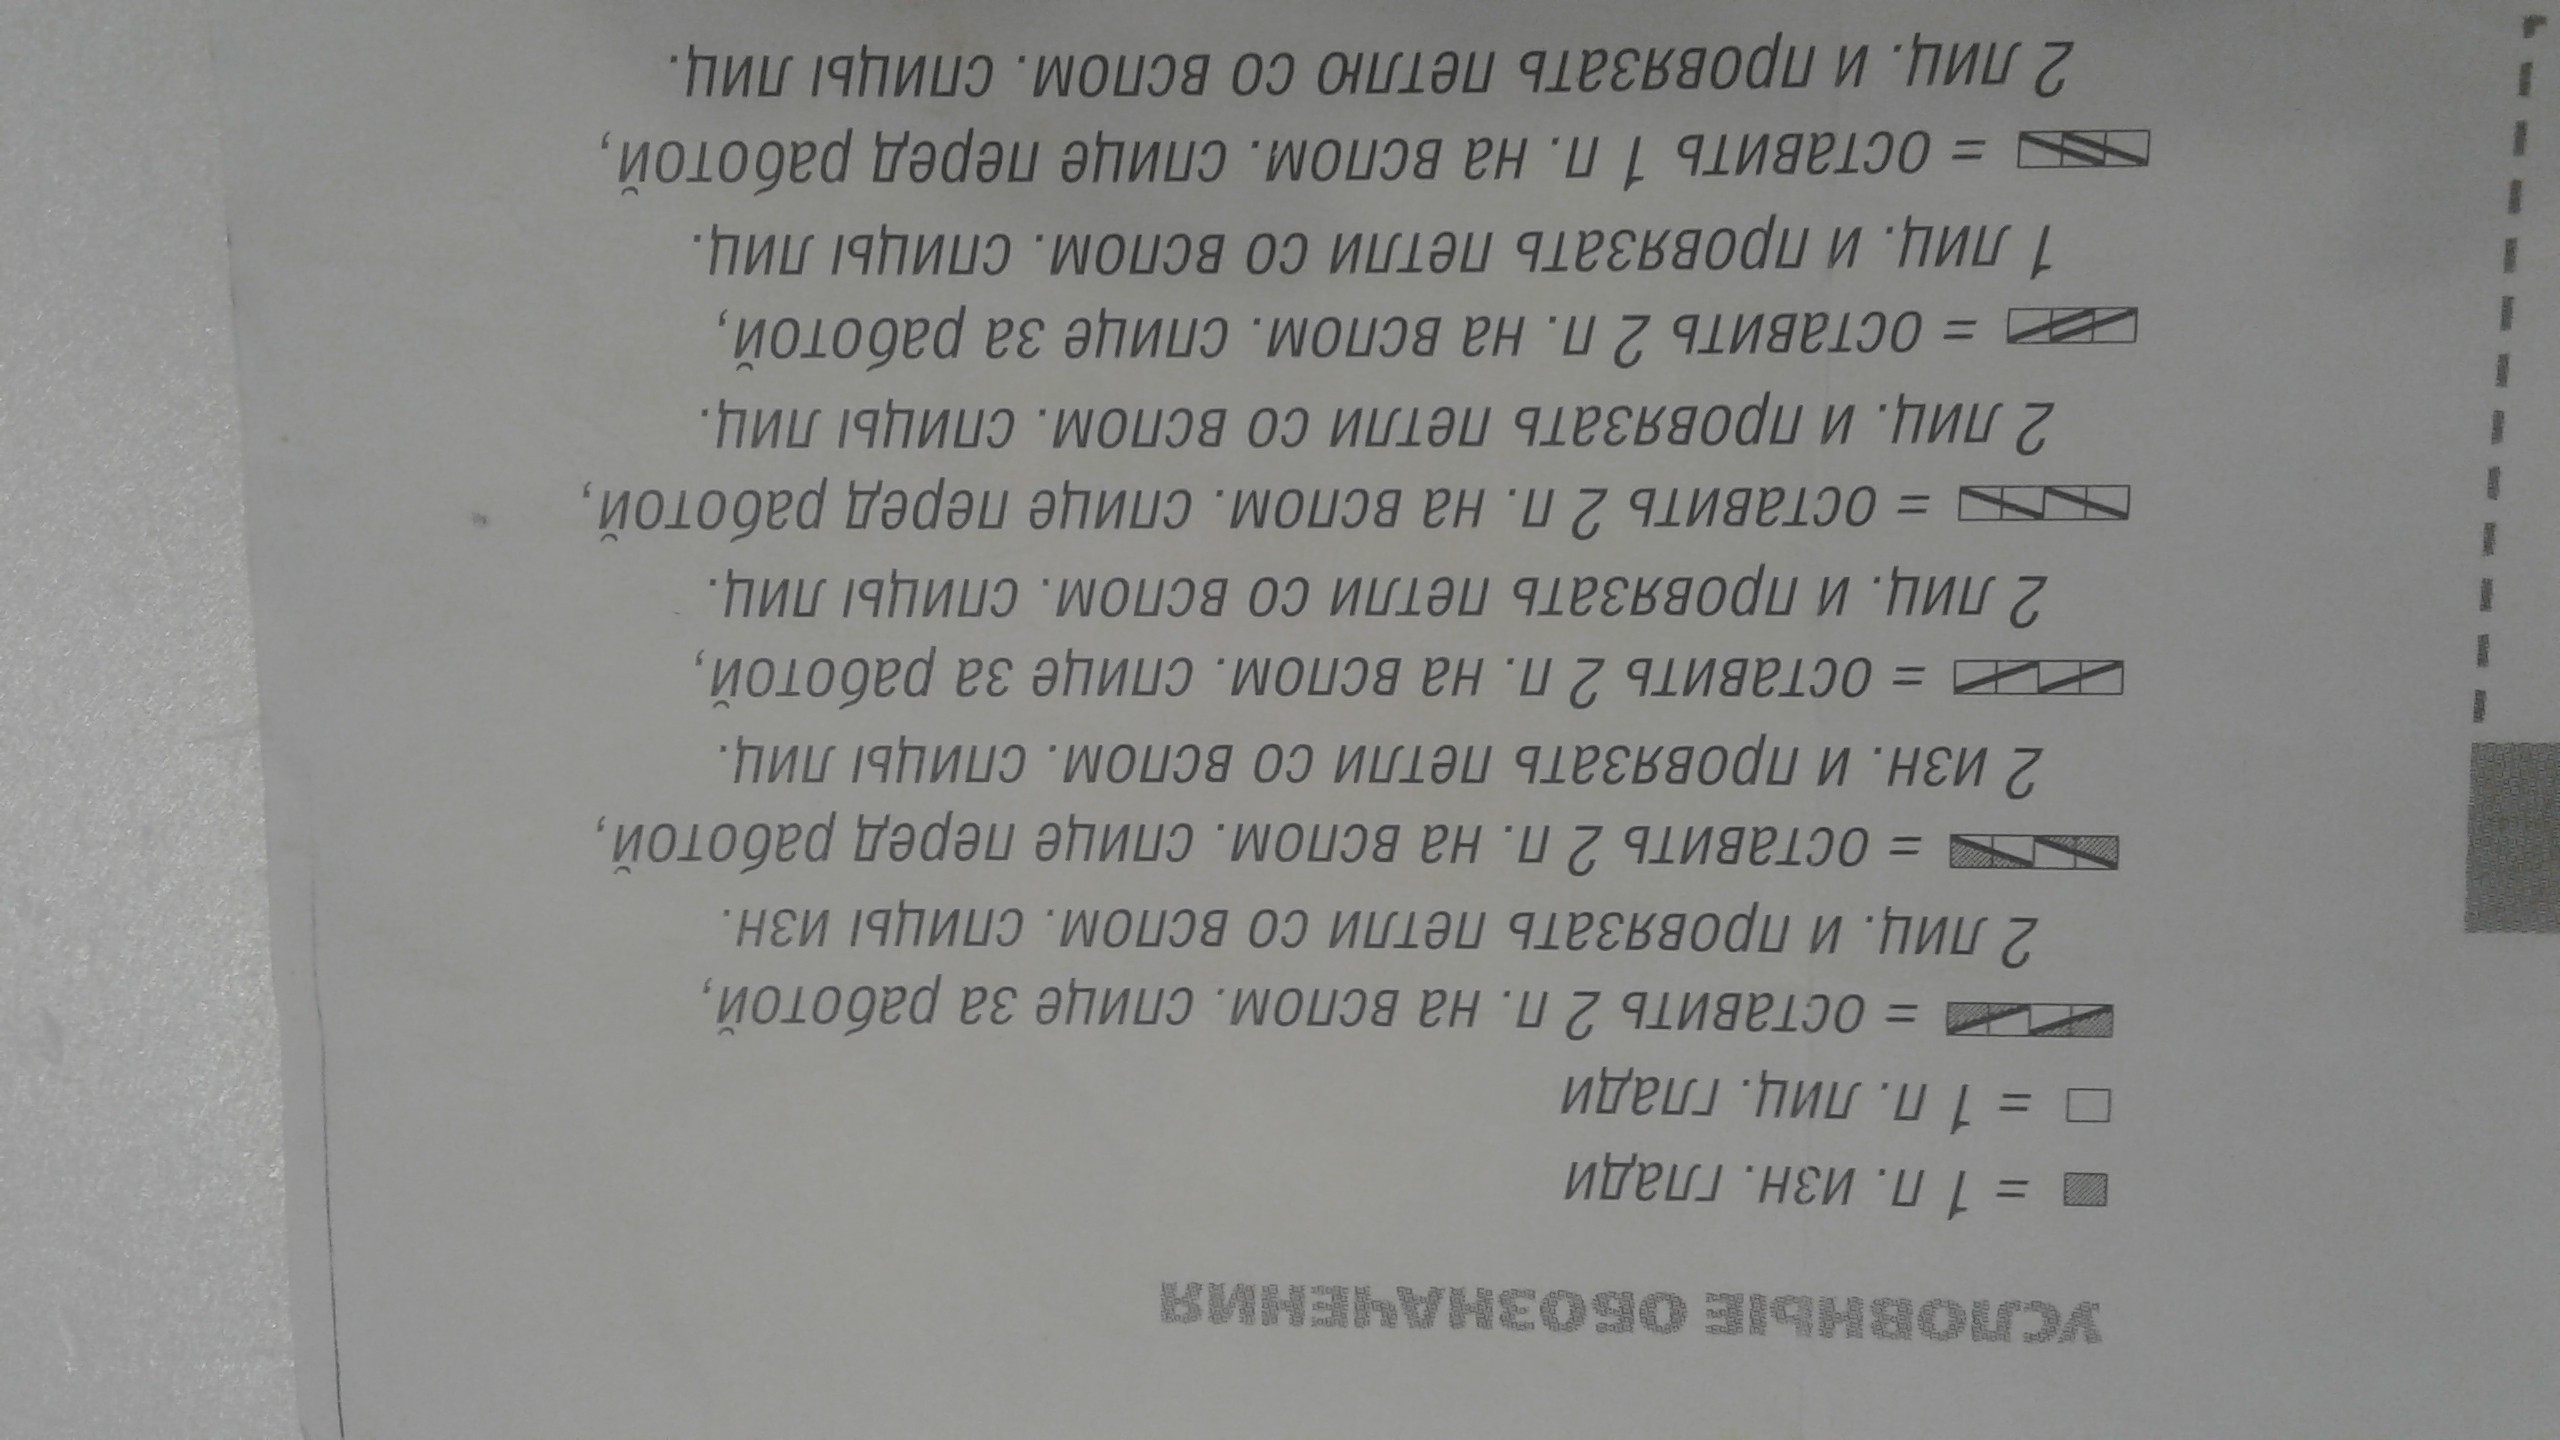 УСЛОВНЫЕ ОБОЗНАЧЕНИЯ
= 1 п. изн. глади
= 1 п. лиц. глади
= оставить 2 п. на вспом. спице за работой,
2 лиц. и провязать петли со вспом. спицы изн.
= оставить 2 п. на вспом. спице перед работой,
2 изн. и провязать петли со вспом. спицы лиц.
= оставить 2 п. на вспом. спице за работой,
2 лиц. и провязать петли со вспом. спицы лиц.
= оставить 2 п. на вспом. спице перед работой,
2 лиц. и провязать петли со вспом. спицы лиц.
= оставить 2 п. на вспом. спице за работой,
1 лиц. и провязать петли со вспом. спицы лиц.
= оставить 1 п. на вспом. спице перед работой,
2 лиц. и провязать петлю со вспом. спицы лиц.